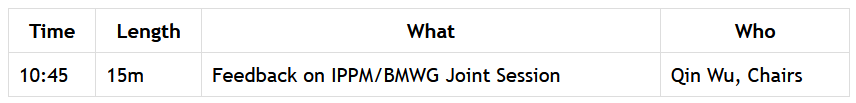 Time Length What Who
10:45 15m Feedback on IPPM/BMWG Joint Session Qin Wu, Chairs